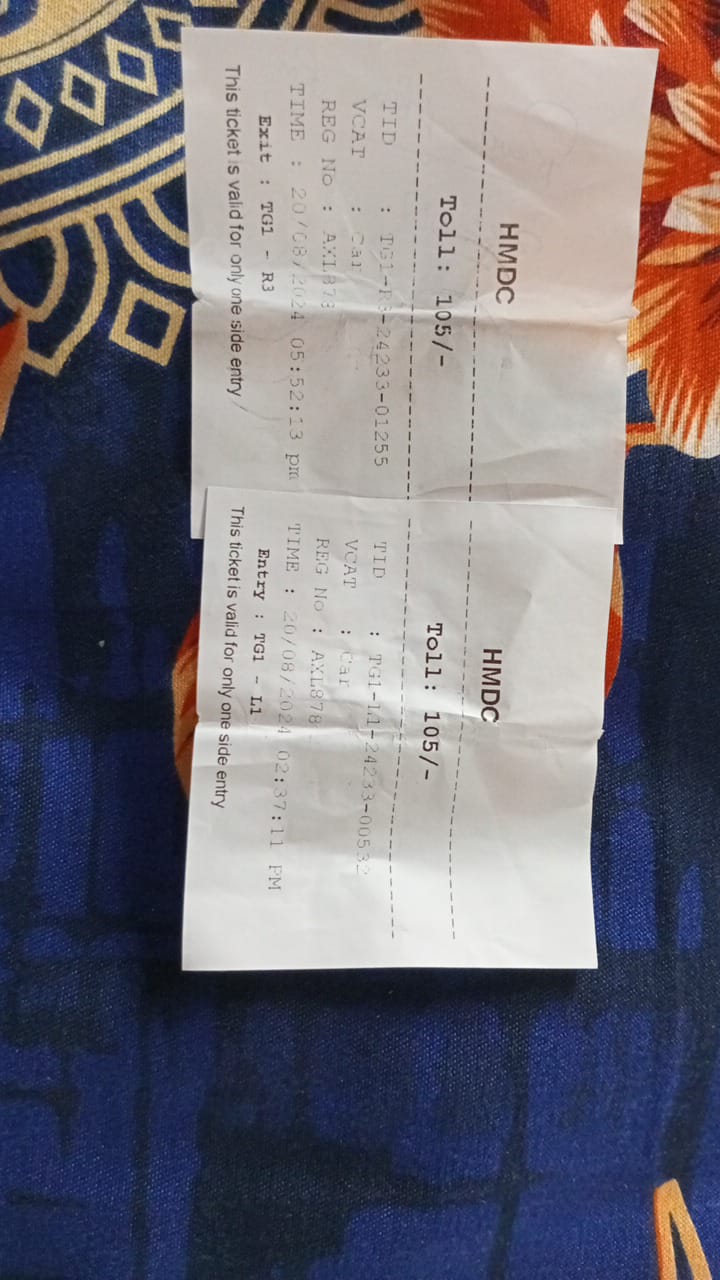 HMDC
Toll: 105/-
TID : TG1-R3-24233-01255
VCAT : Car
REG No : AXL873
TIME : 20/08/2024 05:52:13 pm
Exit : TG1 - R3
This ticket is valid for only one side entry
HMDC
Toll: 105/-
TID : TG1-L1-24233-00532
VCAT : Car
REG No : AXL878
TIME : 20/08/2024 02:37:11 PM
Entry : TG1 - L1
This ticket is valid for only one side entry